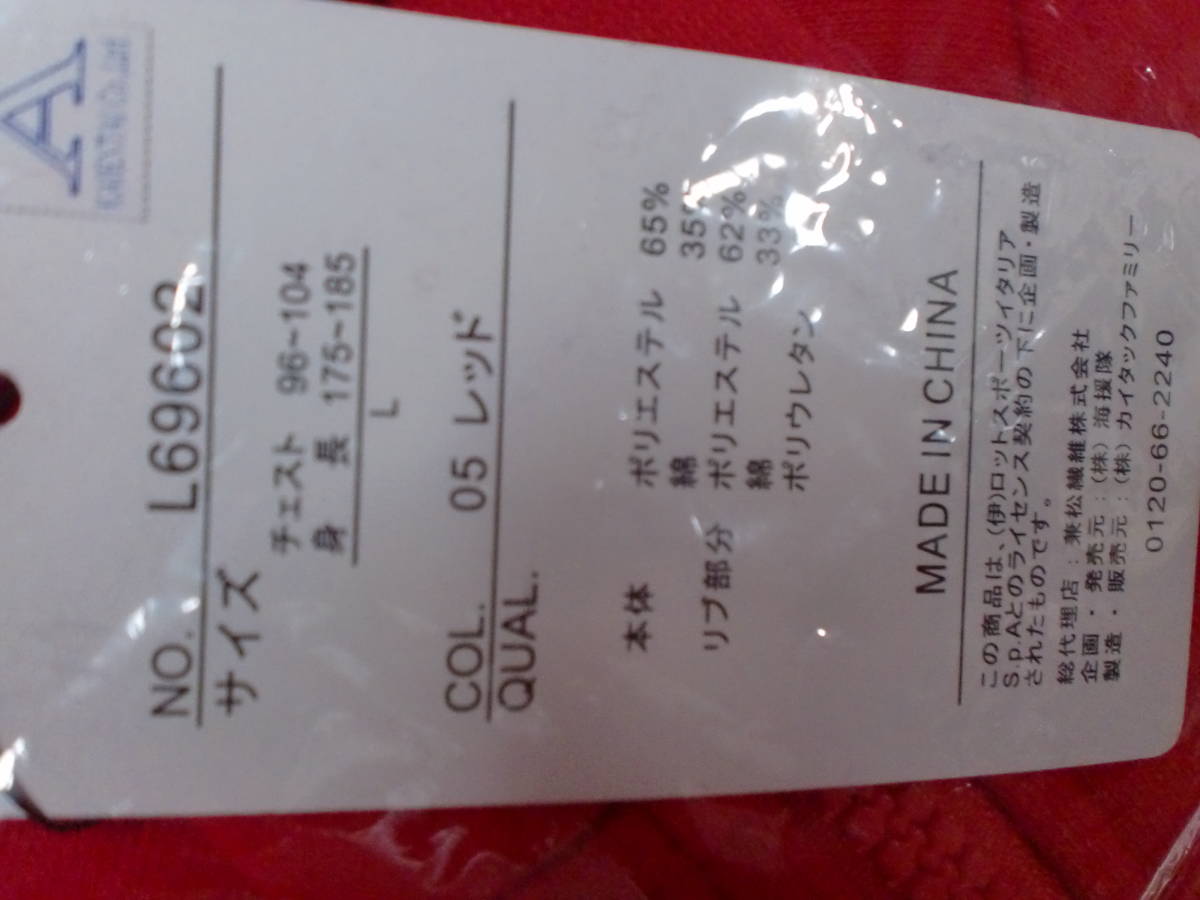 A
NO. L69602
サイズ
チェスト 96~104
身 長 175~185
L
COL. 05 レッド
QUAL.
本体 ポリエステル 65%
綿 35%
リブ部分 ポリエステル 62%
綿 33%
ポリウレタン
MADE IN CHINA
この商品は、(伊)ロットスポーツイタリア
S.p.Aとのライセンス契約の下に企画・製造
されたものです。
総代理店:兼松繊維株式会社
企画・発売元:(株)海援隊
製造・販売元:(株)カイタックファミリー
0120-66-2240